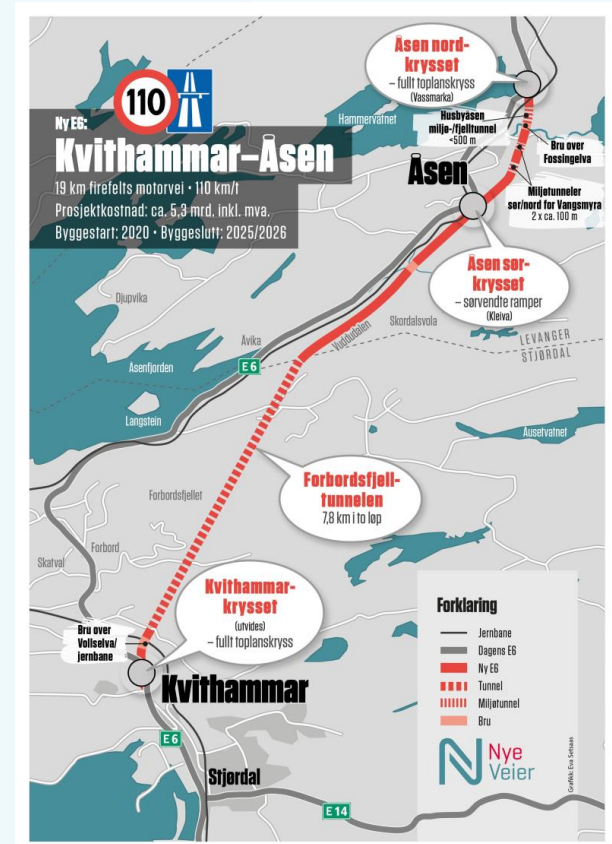 Åsen nord-
krysset
– fullt toplanskryss
(Vassmarka)
110
Ny E6:
Kvithammar–Åsen
19 km firefelts motorvei • 110 km/t
Prosjektkostnad: ca. 5,3 mrd. inkl. mva.
Byggestart: 2020 • Byggeslutt: 2025/2026
Hammervatnet
Husbyåsen
miljø-/fjelltunnel
<500 m
Bru over
Fossingelva
Åsen
Miljøtunneler
sør/nord for Vangsmyra
2 x ca. 100 m
Åsen sør-
krysset
– sørvendte ramper
(Kleiva)
Djupvika
Skordalsvola
Vuddudalen
LEVANGER
STJØRDAL
Avika
E6
Åsenfjorden
Langstein
Ausetvatnet
Forbordsfjell-
tunnelen
7,8 km i to løp
Forbordsfjellet
Forbord
Skatval
Kvithammar-
krysset
(utvides)
– fullt toplanskryss
Bru over
Vollselva/
jernbane
Kvithammar
E6
Stjørdal
E14
Forklaring
Jernbane
Dagens E6
Ny E6
Tunnel
Miljøtunnel
Bru
Nye
Veier
Grafikk: Eva Setsaas